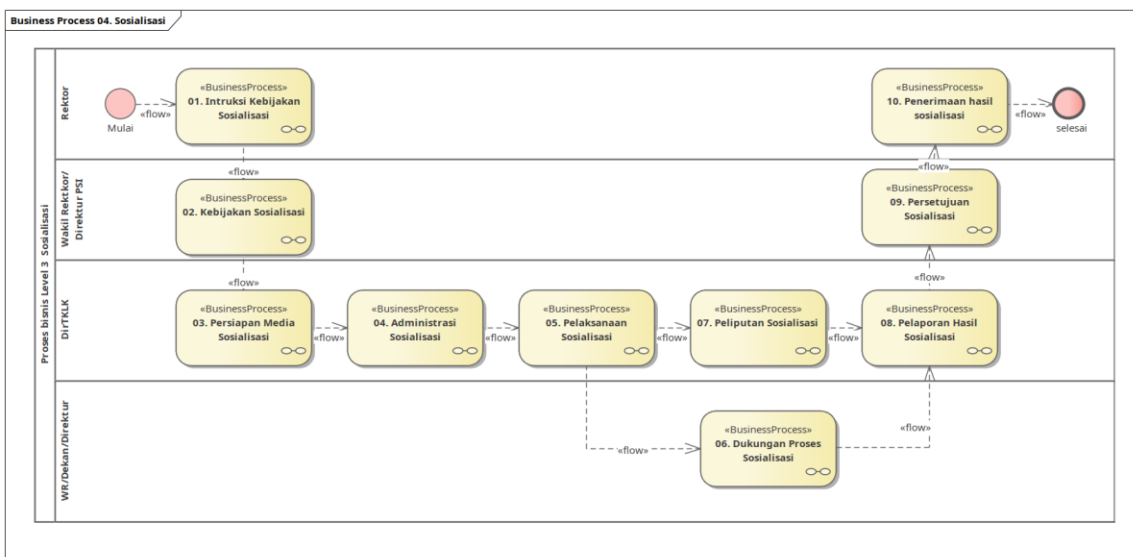 Business Process 04. Sosialisasi
Proses bisnis Level 3 Sosialisasi
Rektor
Mulai
«flow»
«BusinessProcess»
01. Intruksi Kebijakan
Sosialisasi
«BusinessProcess»
10. Penerimaan hasil
sosialisasi
«flow»
selesai
«flow»
«flow»
Wakil Rektkor/
Direktur PSI
«BusinessProcess»
02. Kebijakan Sosialisasi
«BusinessProcess»
09. Persetujuan
Sosialisasi
«flow»
«flow»
DirTKLK
«BusinessProcess»
03. Persiapan Media
Sosialisasi
«flow»
«BusinessProcess»
04. Administrasi
Sosialisasi
«flow»
«BusinessProcess»
05. Pelaksanaan
Sosialisasi
«flow»
«BusinessProcess»
07. Peliputan Sosialisasi
«flow»
«BusinessProcess»
08. Pelaporan Hasil
Sosialisasi
WR/Dekan/Direktur
«flow»
«BusinessProcess»
06. Dukungan Proses
Sosialisasi
«flow»